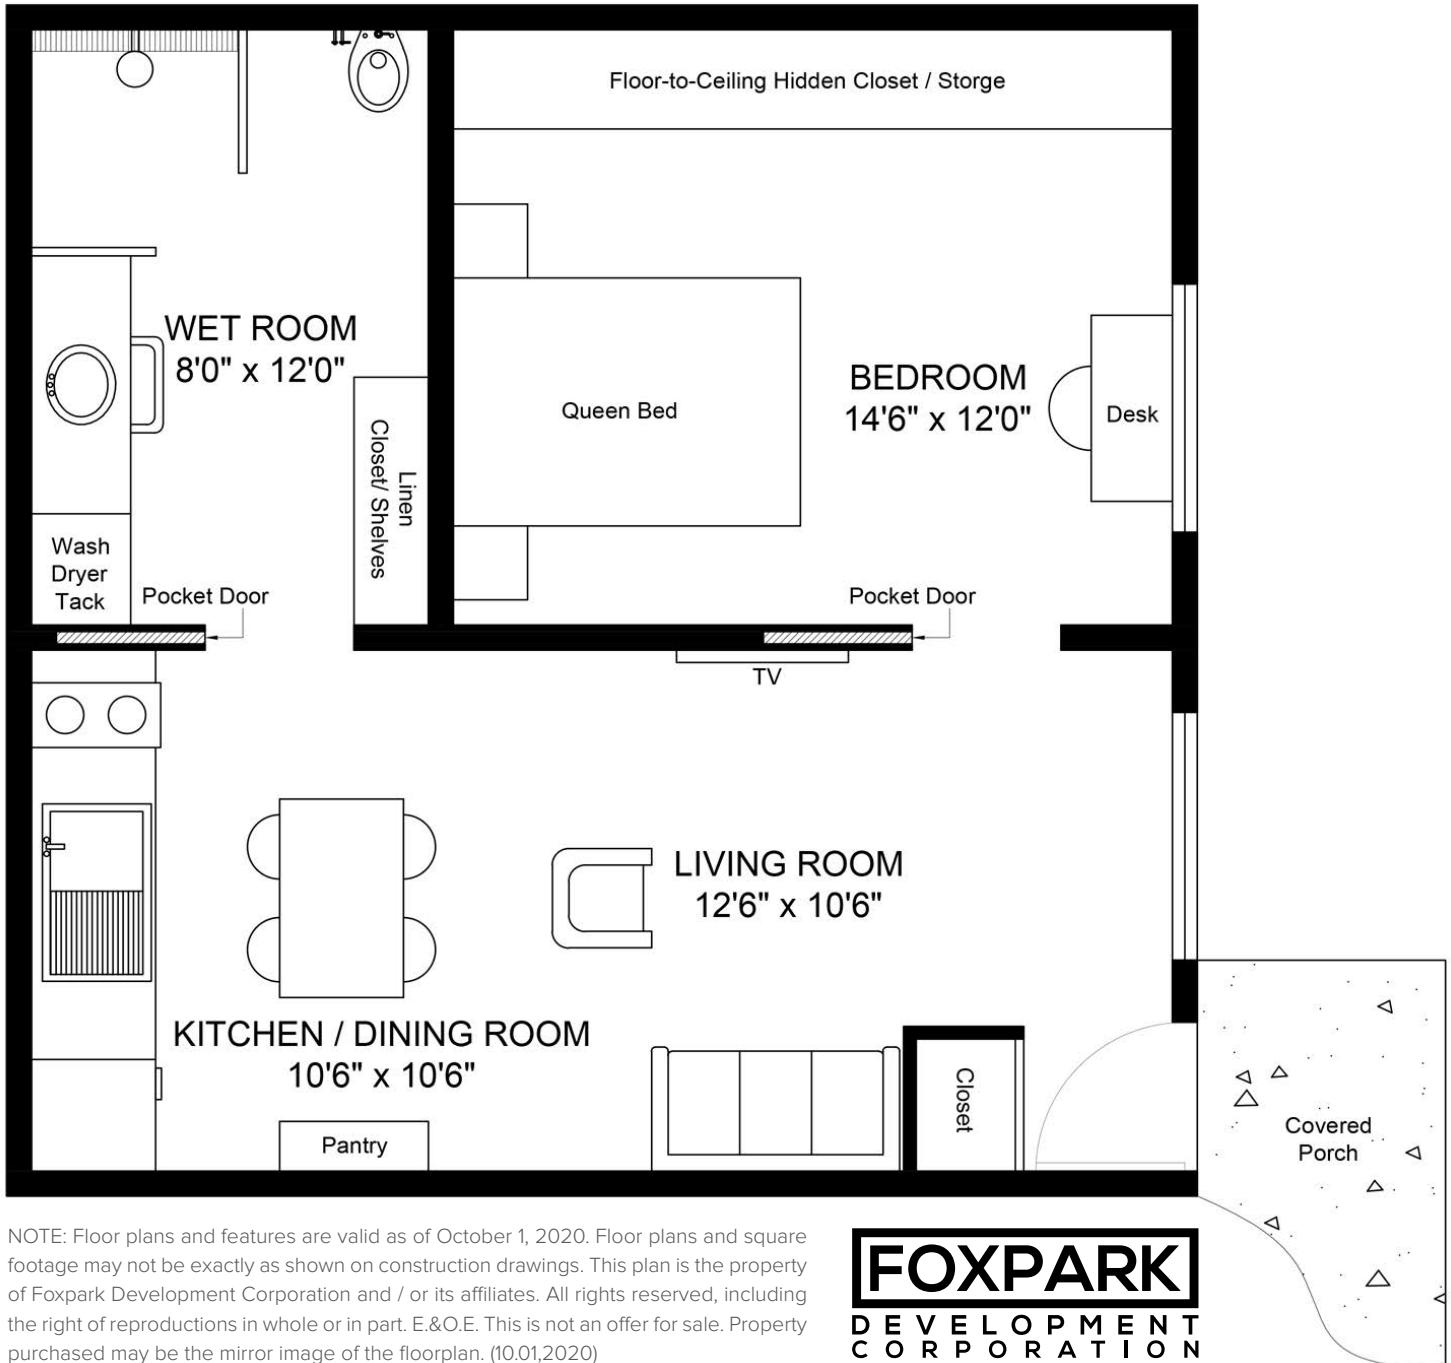 Floor-to-Ceiling Hidden Closet / Storge
WET ROOM
8'0" x 12'0"
BEDROOM
14'6" x 12'0"
Queen Bed
Desk
Linen
Closet/ Shelves
Wash
Dryer
Tack
Pocket Door
Pocket Door
TV
LIVING ROOM
12'6" x 10'6"
KITCHEN / DINING ROOM
10'6" x 10'6"
Closet
Pantry
Covered
Porch
NOTE: Floor plans and features are valid as of October 1, 2020. Floor plans and square
footage may not be exactly as shown on construction drawings. This plan is the property
of Foxpark Development Corporation and / or its affiliates. All rights reserved, including
the right of reproductions in whole or in part. E.&O.E. This is not an offer for sale. Property
purchased may be the mirror image of the floorplan. (10.01,2020)
FOXPARK
DEVELOPMENT
CORPORATION